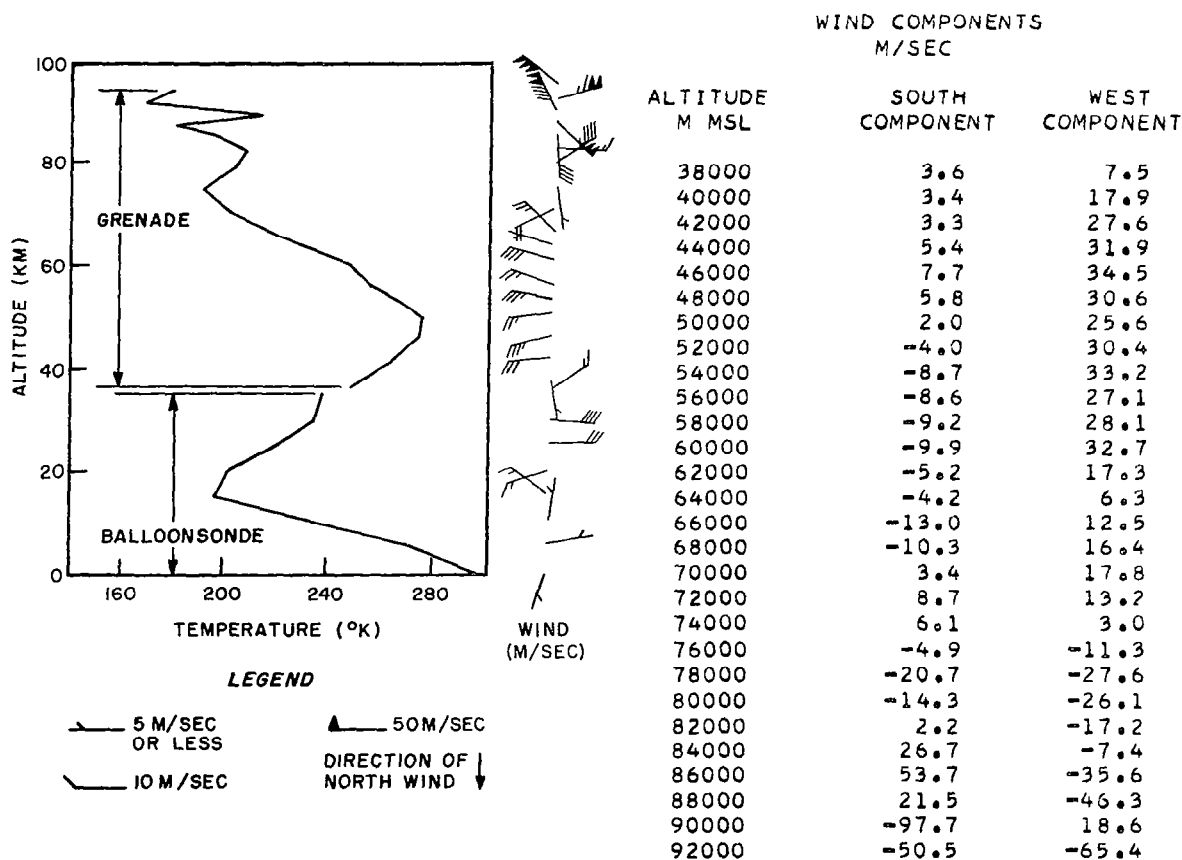 100
80
60
40
20
0
ALTITUDE (KM)
GRENADE
BALLOONSONDE
160 200 240 280
TEMPERATURE (°K)
WIND
(M/SEC)
LEGEND
5 M/SEC
OR LESS
50 M/SEC
10 M/SEC
DIRECTION OF
NORTH WIND
WIND COMPONENTS
M/SEC
ALTITUDE SOUTH WEST
M MSL COMPONENT COMPONENT
38000 3.6 7.5
40000 3.4 17.9
42000 3.3 27.6
44000 5.4 31.9
46000 7.7 34.5
48000 5.8 30.6
50000 2.0 25.6
52000 -4.0 30.4
54000 -8.7 33.2
56000 -8.6 27.1
58000 -9.2 28.1
60000 -9.9 32.7
62000 -5.2 17.3
64000 -4.2 6.3
66000 -13.0 12.5
68000 -10.3 16.4
70000 3.4 17.8
72000 8.7 13.2
74000 6.1 3.0
76000 -4.9 -11.3
78000 -20.7 -27.6
80000 -14.3 -26.1
82000 2.2 -17.2
84000 26.7 -7.4
86000 53.7 -35.6
88000 21.5 -46.3
90000 -97.7 18.6
92000 -50.5 -65.4